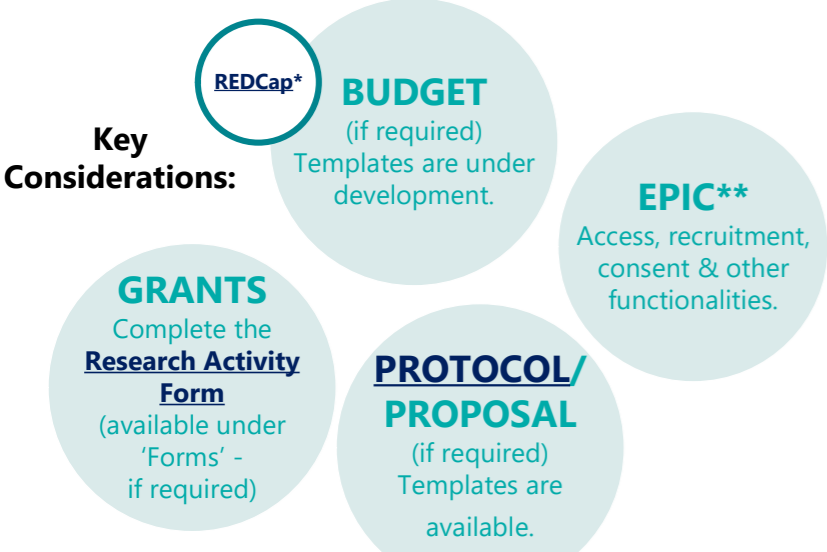 REDCap*
Key
Considerations:
BUDGET
(if required)
Templates are under
development.
EPIC**
Access, recruitment,
consent & other
functionalities.
GRANTS
Complete the
Research Activity
Form
(available under
‘Forms’ -
if required)
PROTOCOL/
PROPOSAL
(if required)
Templates are
available.